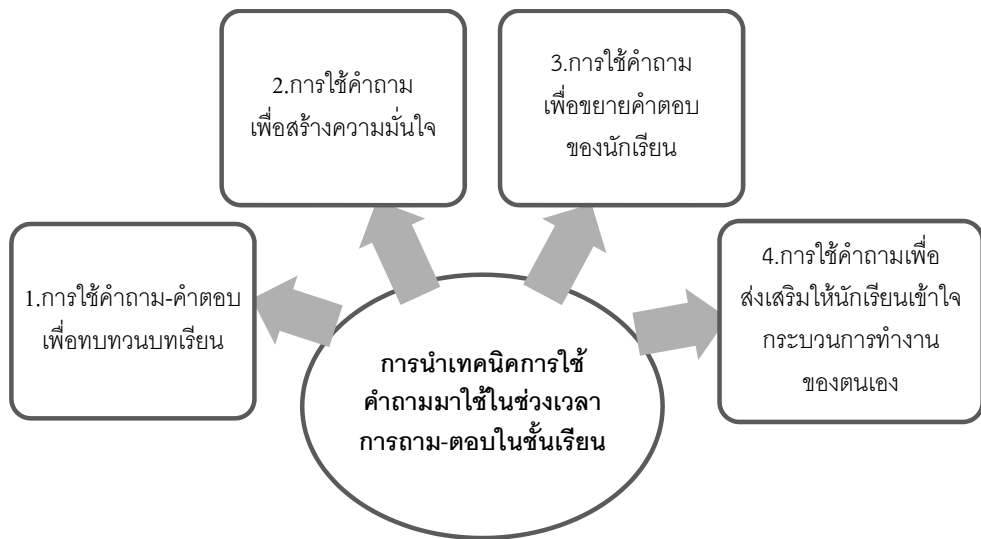 1.การใช้คำถาม-คำตอบ
เพื่อทบทวนบทเรียน
2.การใช้คำถาม
เพื่อสร้างความมั่นใจ
3.การใช้คำถาม
เพื่อขยายคำตอบ
ของนักเรียน
4.การใช้คำถามเพื่อ
ส่งเสริมให้นักเรียนเข้าใจ
กระบวนการทำงาน
ของตนเอง
การนำเทคนิคการใช้
คำถามมาใช้ในช่วงเวลา
การถาม-ตอบในชั้นเรียน